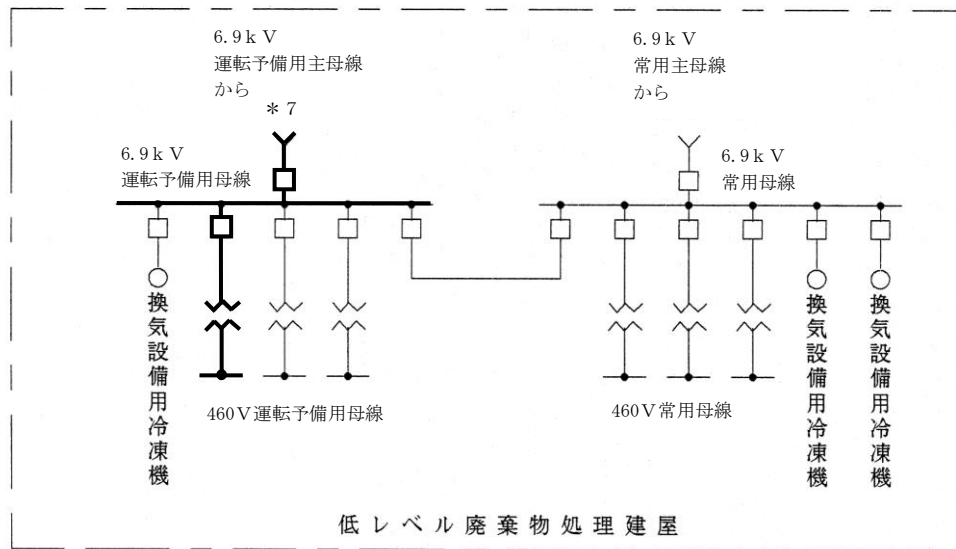 6.9kV
運転予備用主母線
から
＊7
6.9kV
常用主母線
から
6.9kV
運転予備用母線
6.9kV
常用母線
換気設備用冷凍機
換気設備用冷凍機
換気設備用冷凍機
460V運転予備用母線
460V常用母線
低レベル廃棄物処理建屋